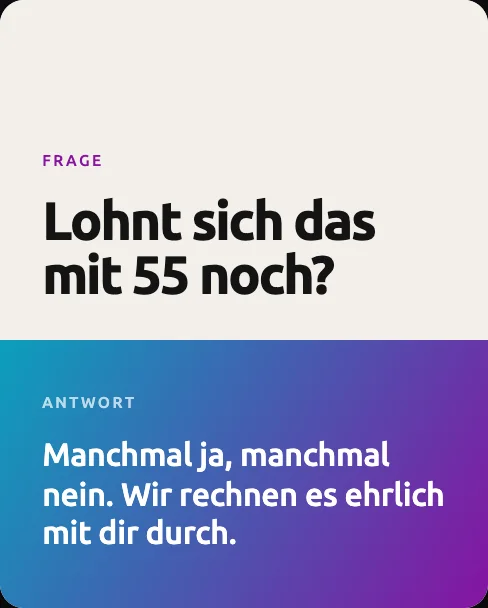 FRAGE
Lohnt sich das
mit 55 noch?
ANTWORT
Manchmal ja, manchmal
nein. Wir rechnen es ehrlich
mit dir durch.